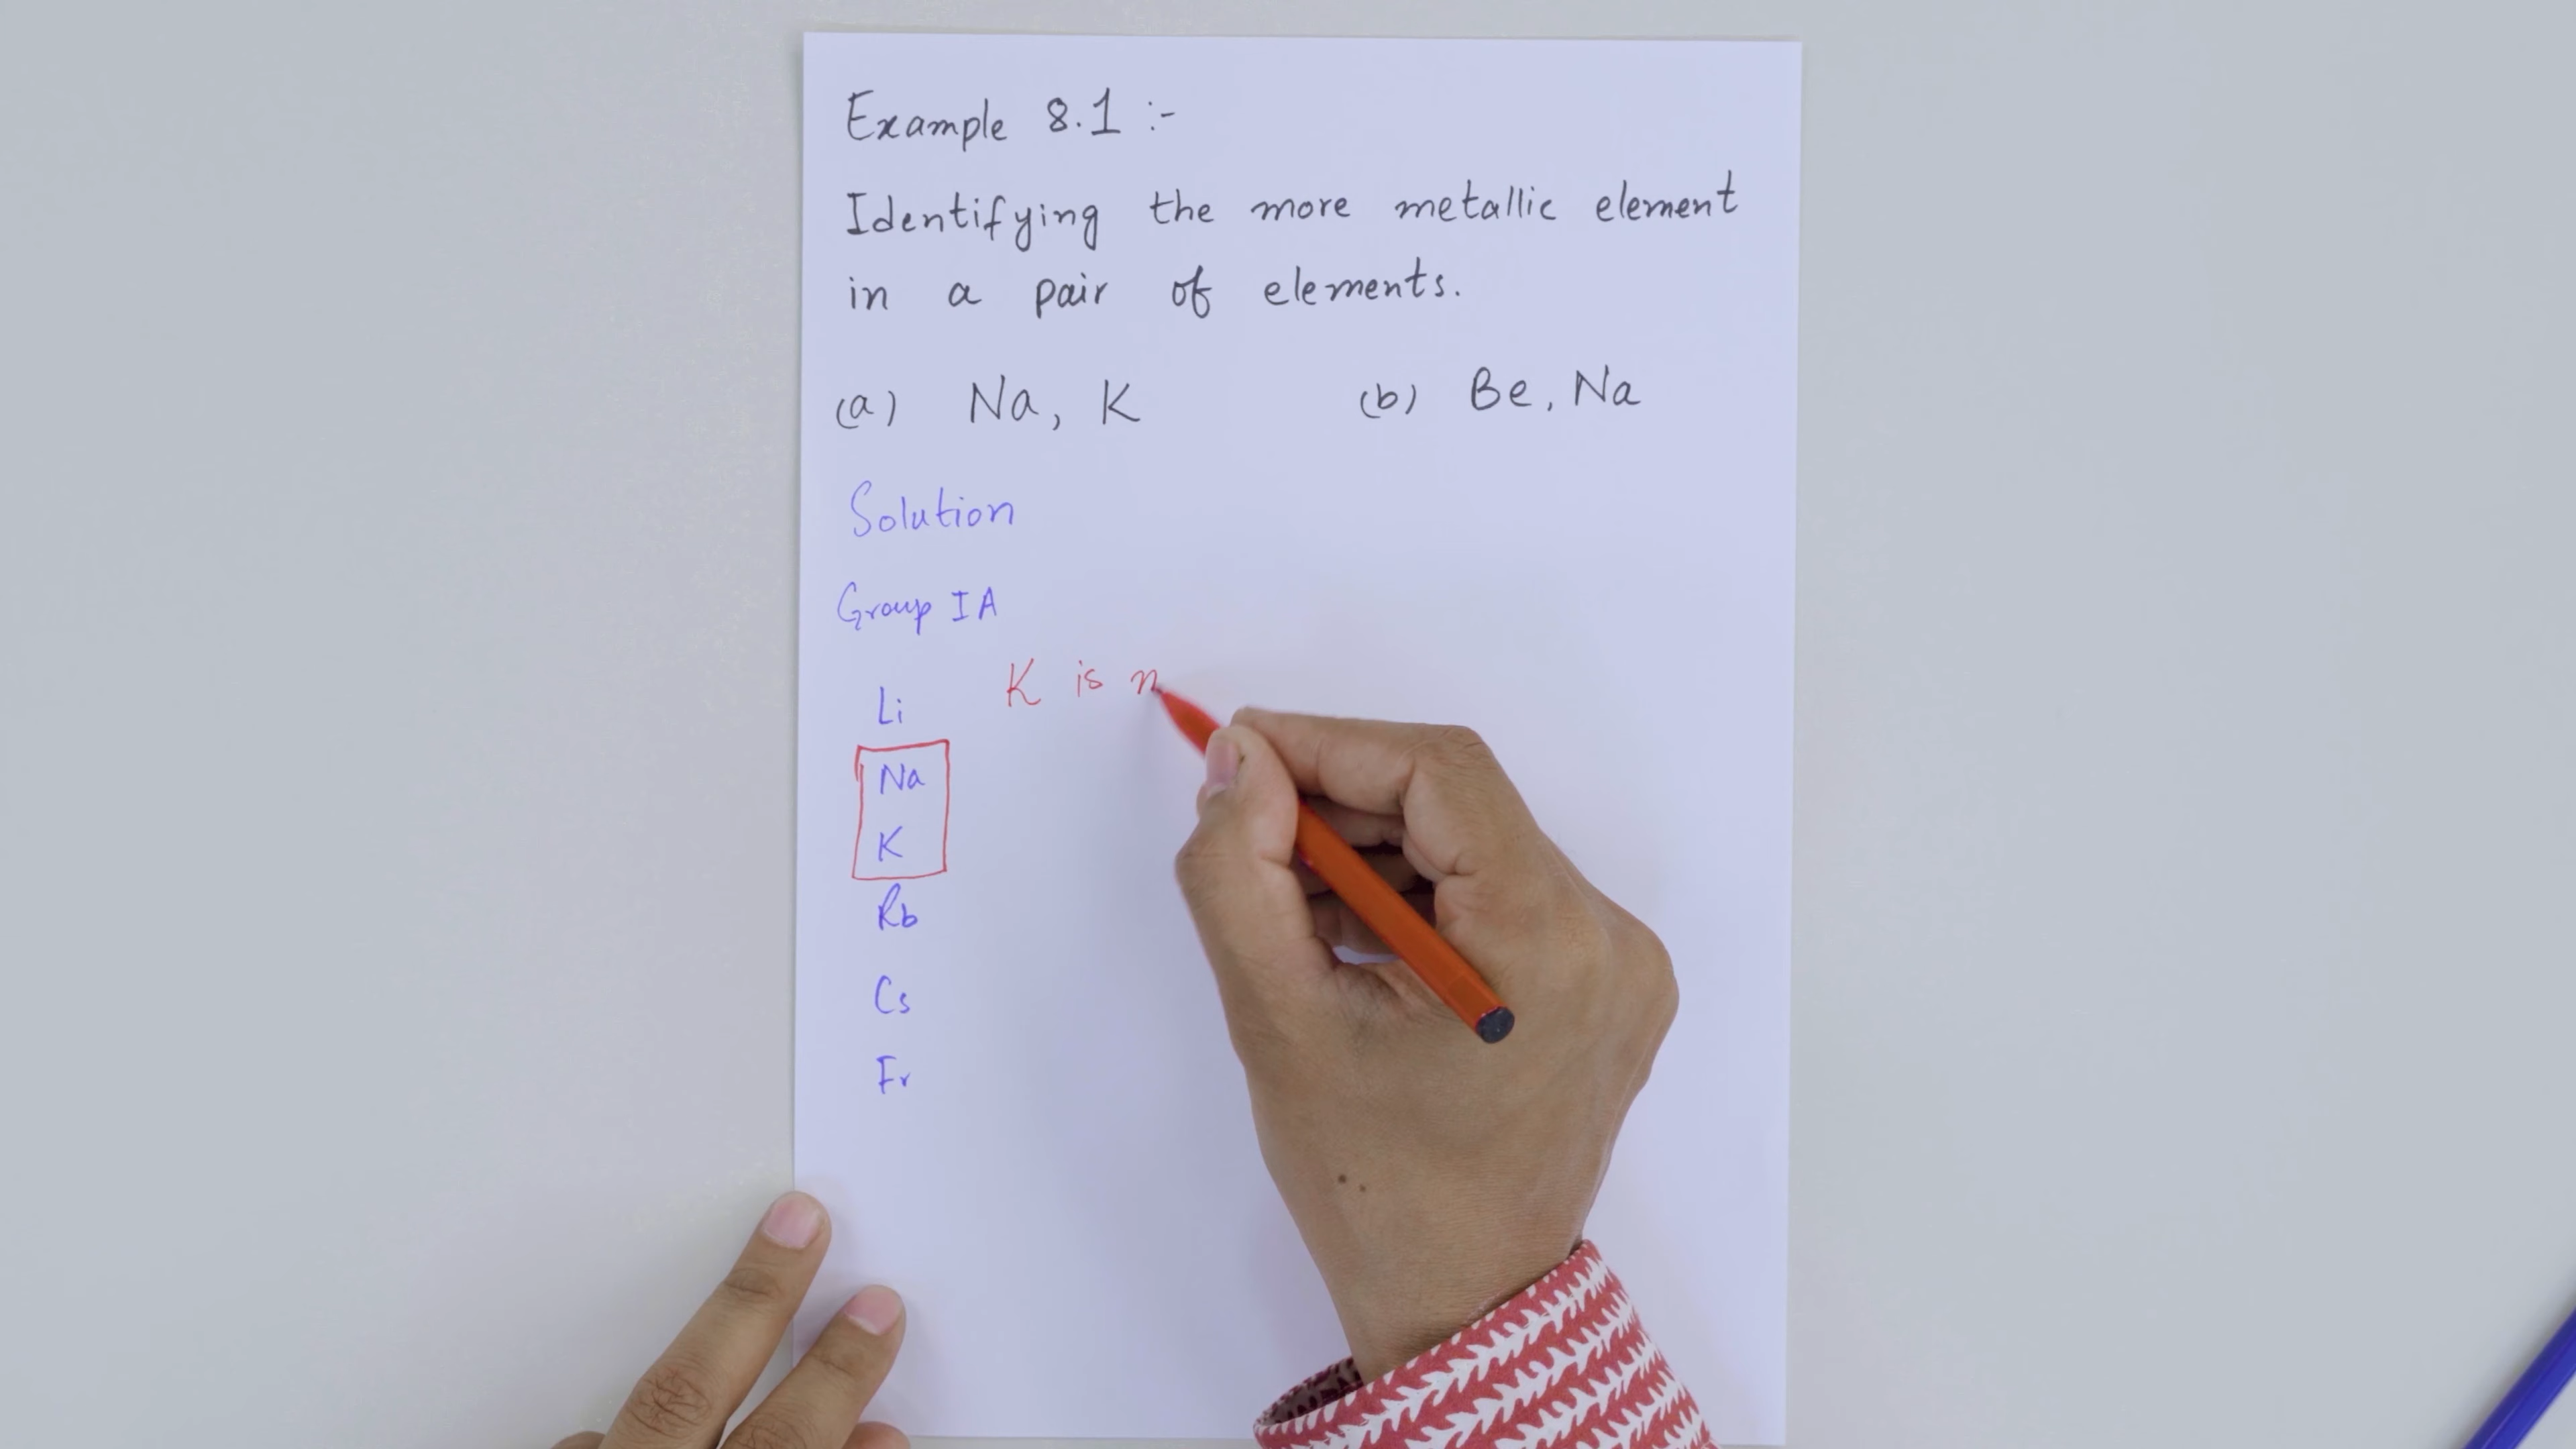 Example 8.1 :-
Identifying the more metallic element
in a pair of elements.
(a) Na, K (b) Be, Na
Solution
Group IA
K is
Li
Na
K
Rb
Cs
Fr